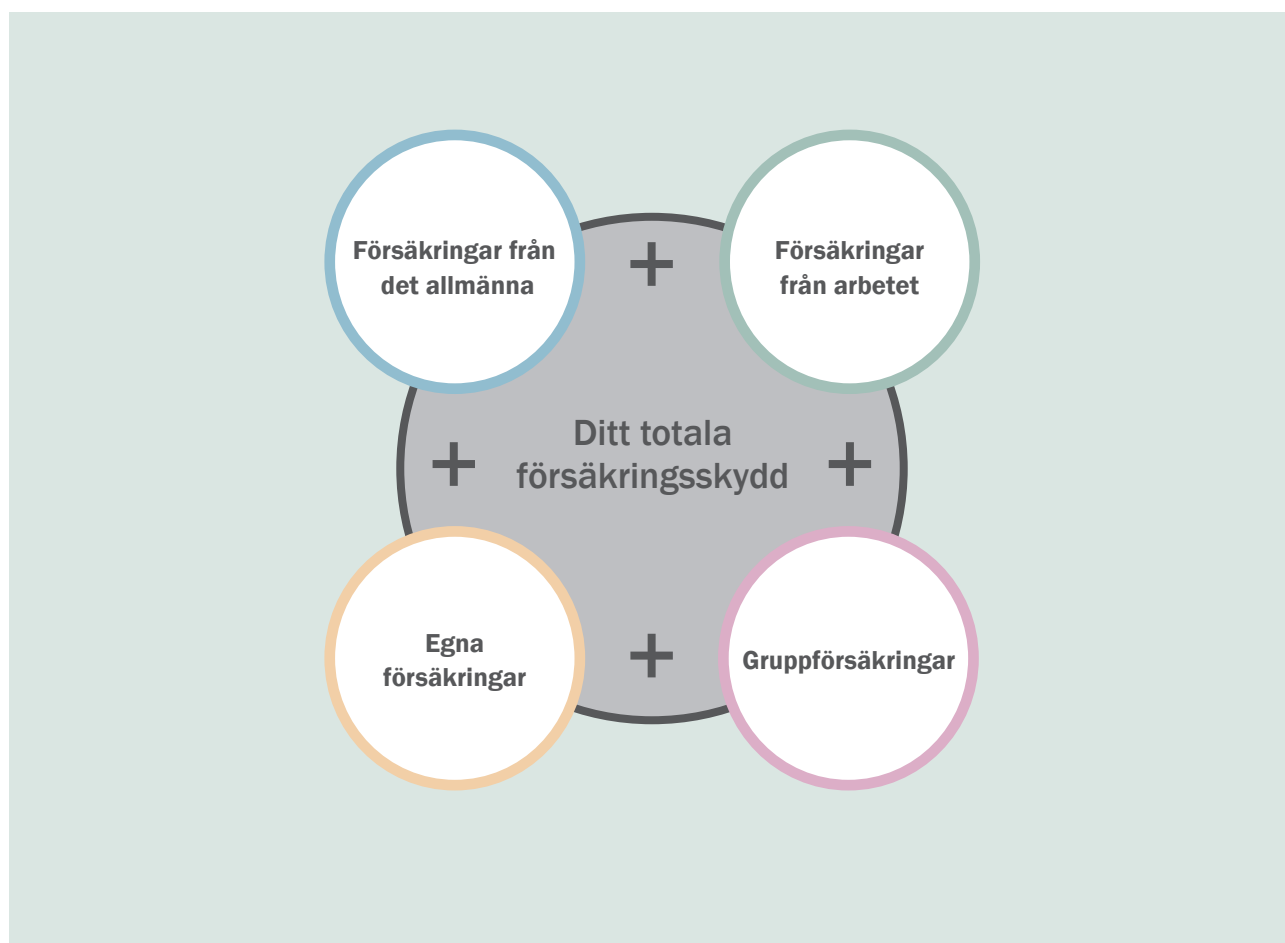 Försäkringar från
det allmänna
+
Försäkringar
från arbetet
+
Ditt totala
försäkringsskydd
+
Egna
försäkringar
+
Gruppförsäkringar